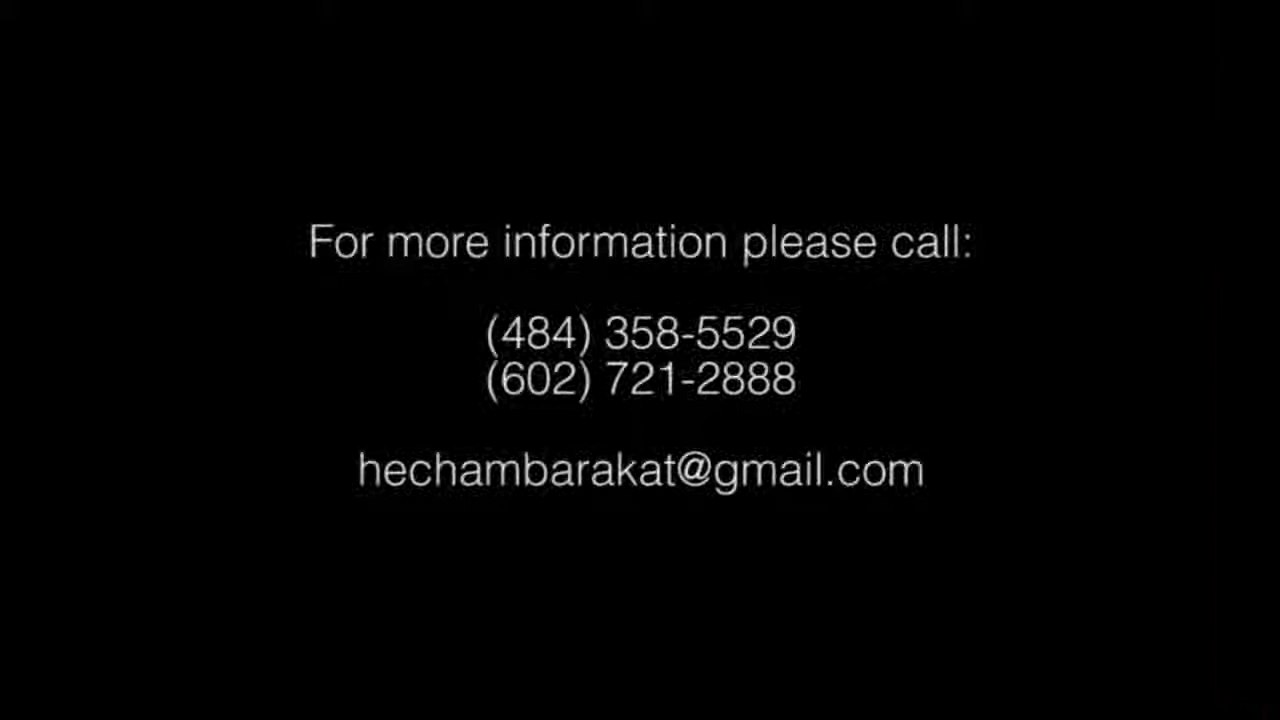 For more information please call:
(484) 358-5529
(602) 721-2888
hechambarakat@gmail.com